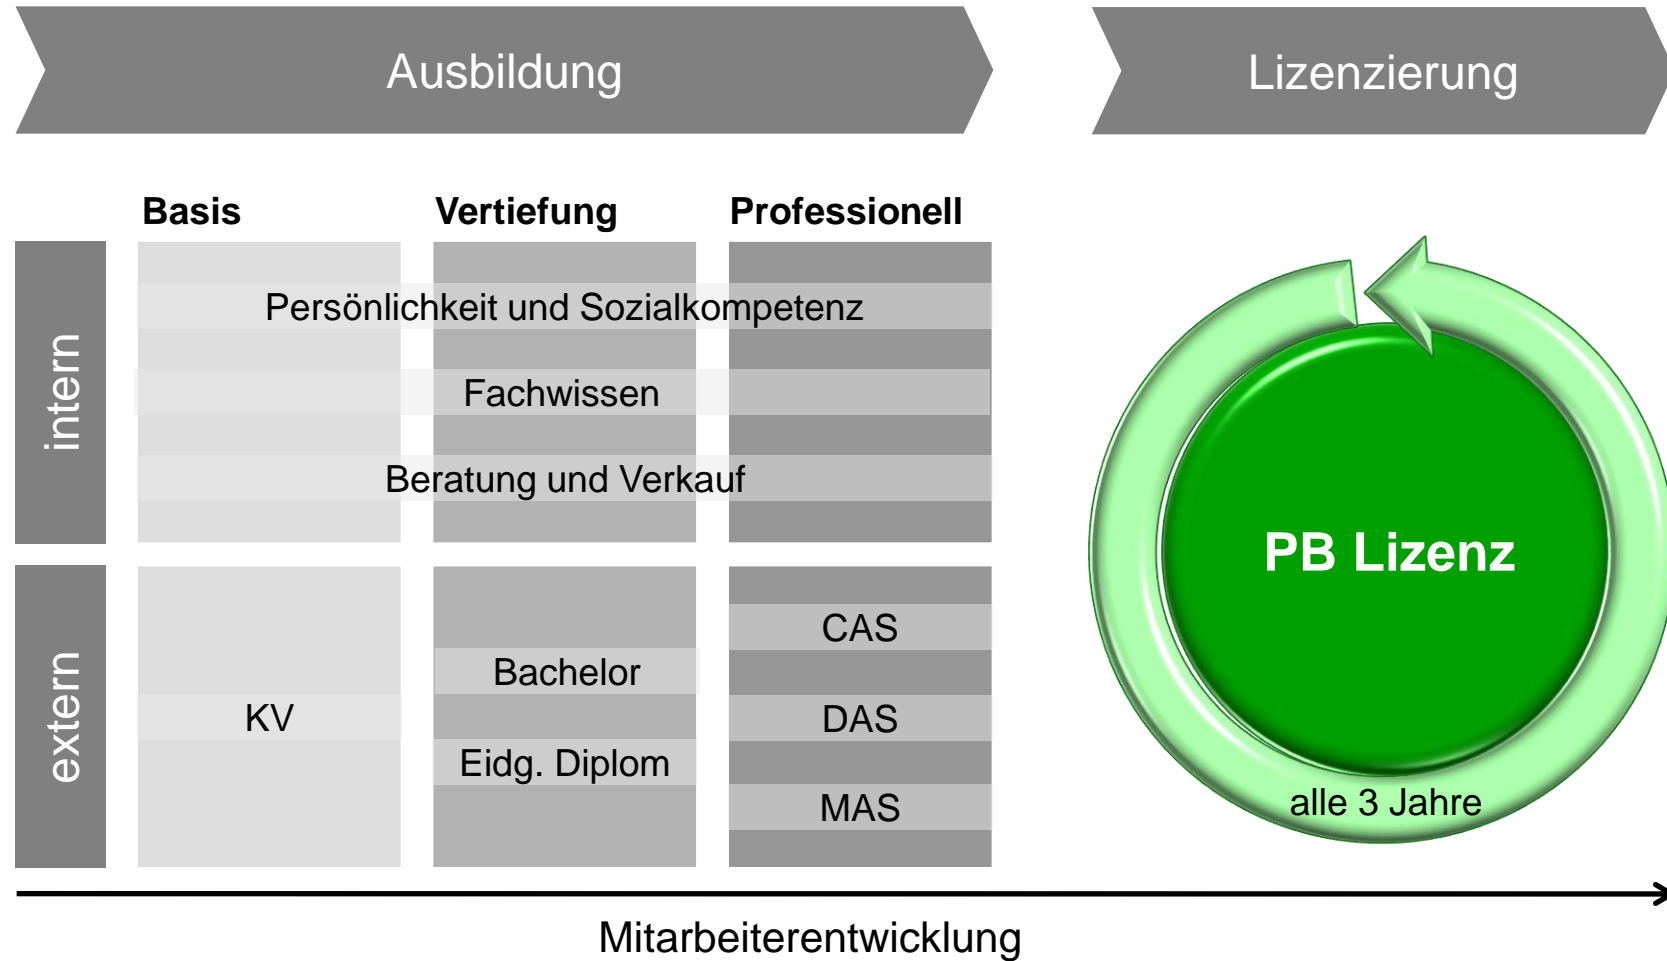 Ausbildung
Lizenzierung
Basis
Vertiefung
Professionell
intern
Persönlichkeit und Sozialkompetenz
Fachwissen
Beratung und Verkauf
extern
KV
Bachelor
Eidg. Diplom
CAS
DAS
MAS
PB Lizenz
alle 3 Jahre
Mitarbeiterentwicklung